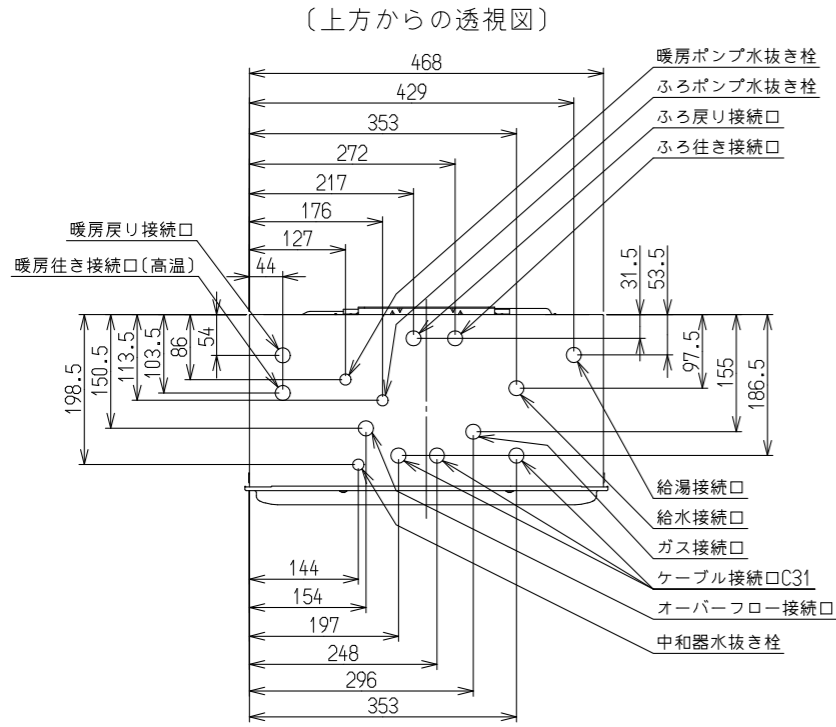 〔上方からの透視図〕
暖房ポンプ水抜き栓
468
ふろポンプ水抜き栓
429
ふろ戻り接続口
353
ふろ往き接続口
272
217
176
暖房戻り接続口
127
暖房往き接続口〔高温〕
44
31.5
53.5
54
86
103.5
113.5
150.5
198.5
97.5
155
186.5
給湯接続口
給水接続口
ガス接続口
144
ケーブル接続口C31
154
オーバーフロー接続口
197
中和器水抜き栓
248
296
353